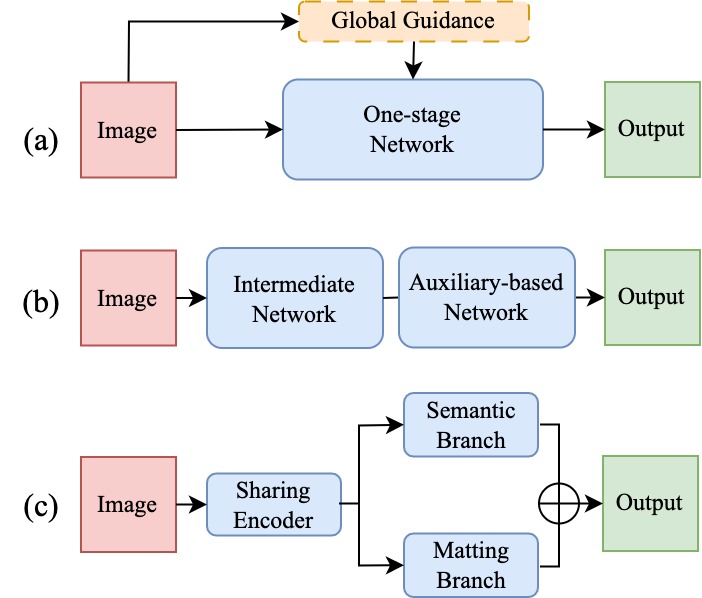 Global Guidance
(a)
Image
One-stage
Network
Output
(b)
Image
Intermediate
Network
Auxiliary-based
Network
Output
(c)
Image
Sharing
Encoder
Semantic
Branch
Matting
Branch
Output